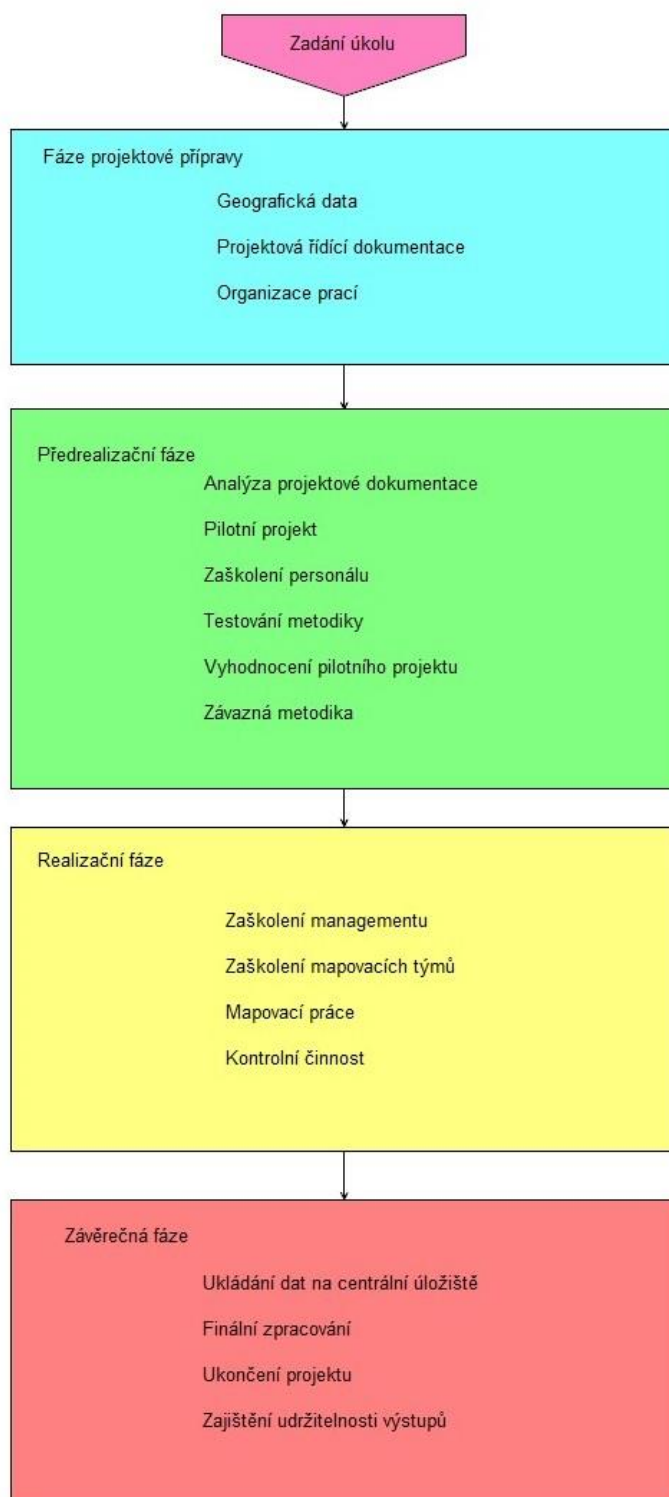 Zadání úkolu
Fáze projektové přípravy
Geografická data
Projektová řídící dokumentace
Organizace prací
Předrealizační fáze
Analýza projektové dokumentace
Pilotní projekt
Zaškolení personálu
Testování metodiky
Vyhodnocení pilotního projektu
Závazná metodika
Realizační fáze
Zaškolení managementu
Zaškolení mapovacích týmů
Mapovací práce
Kontrolní činnost
Závěrečná fáze
Ukládání dat na centrální úložiště
Finální zpracování
Ukončení projektu
Zajištění udržitelnosti výstupů